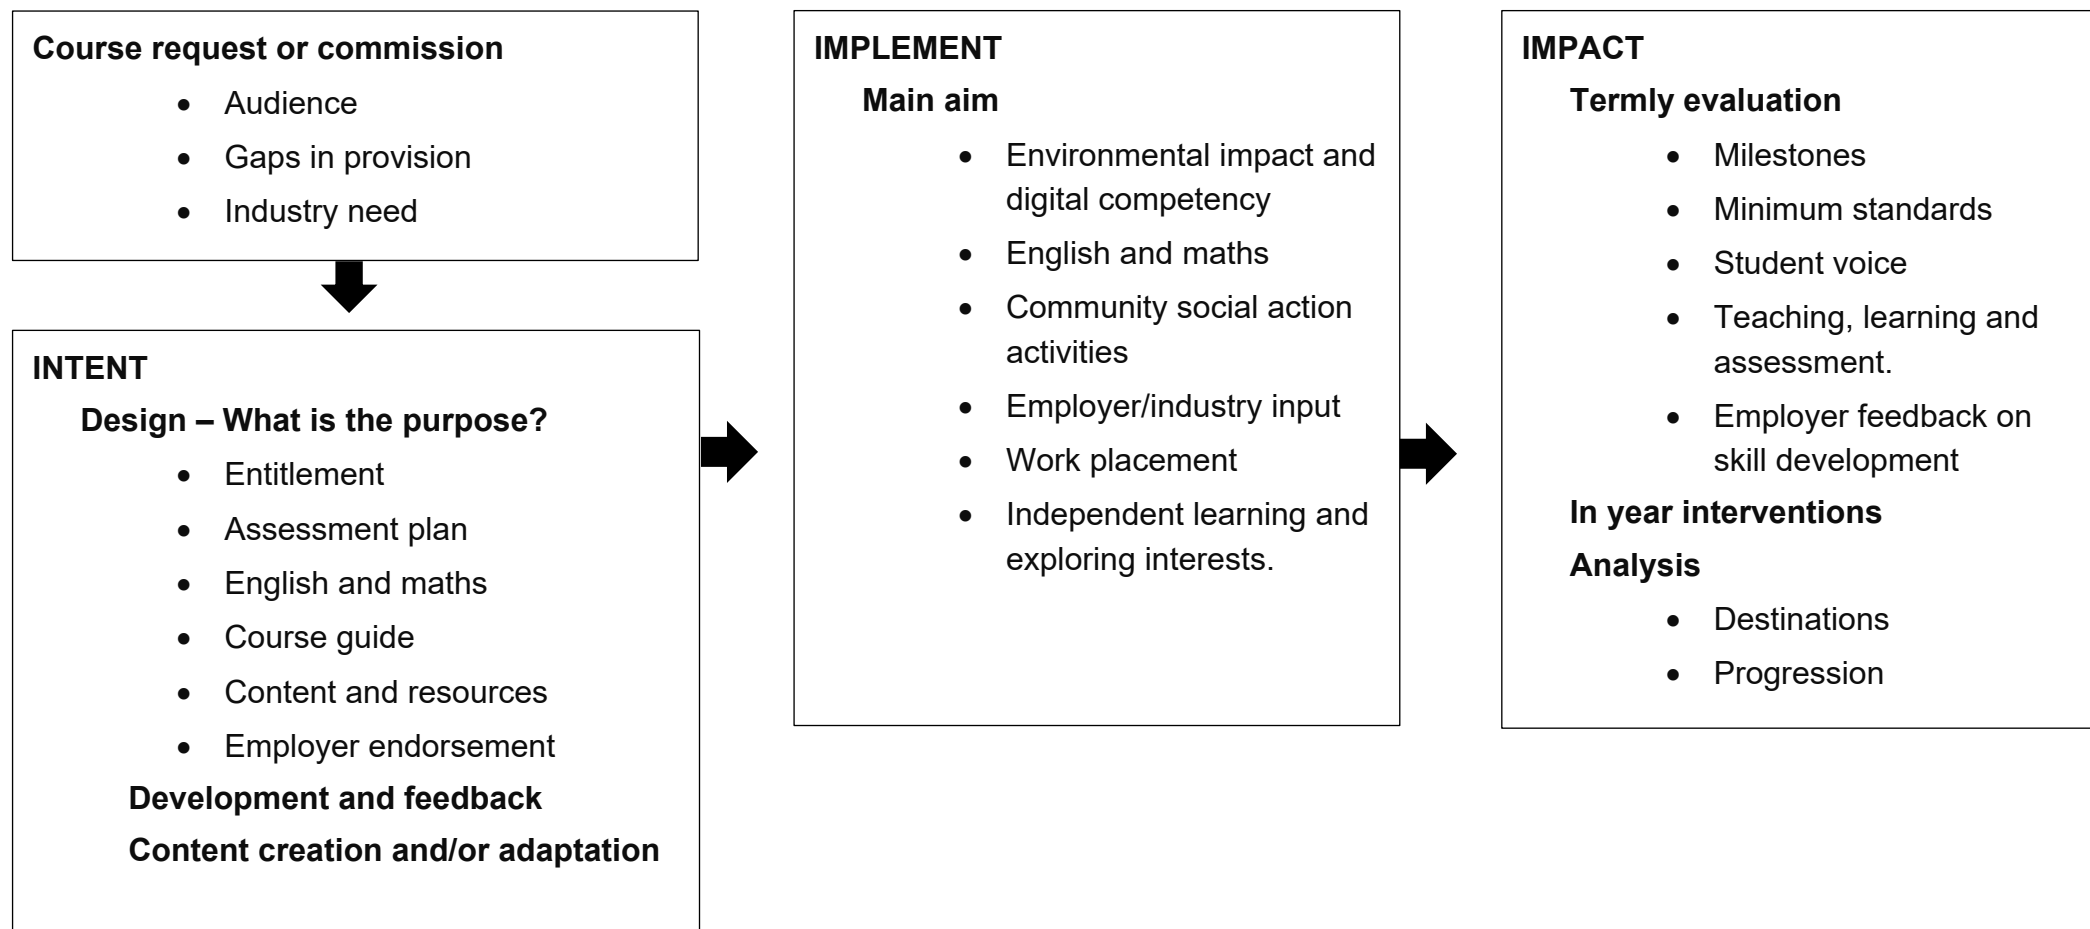 Course request or commission
• Audience
• Gaps in provision
• Industry need
INTENT
Design – What is the purpose?
• Entitlement
• Assessment plan
• English and maths
• Course guide
• Content and resources
• Employer endorsement
Development and feedback
Content creation and/or adaptation
IMPLEMENT
Main aim
• Environmental impact and
digital competency
• English and maths
• Community social action
activities
• Employer/industry input
• Work placement
• Independent learning and
exploring interests.
IMPACT
Termly evaluation
• Milestones
• Minimum standards
• Student voice
• Teaching, learning and
assessment.
• Employer feedback on
skill development
In year interventions
Analysis
• Destinations
• Progression